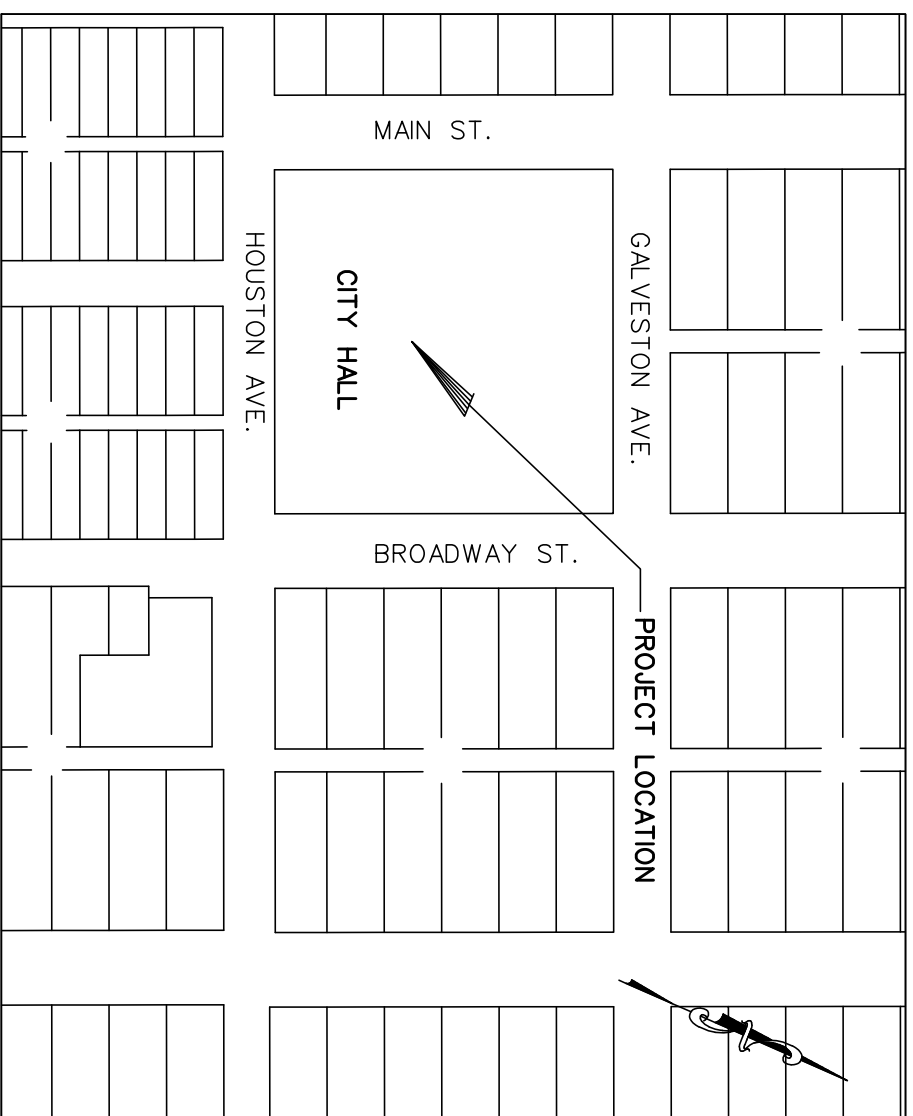 MAIN ST.
HOUSTON AVE.
CITY HALL
GALVESTON AVE.
BROADWAY ST.
PROJECT LOCATION